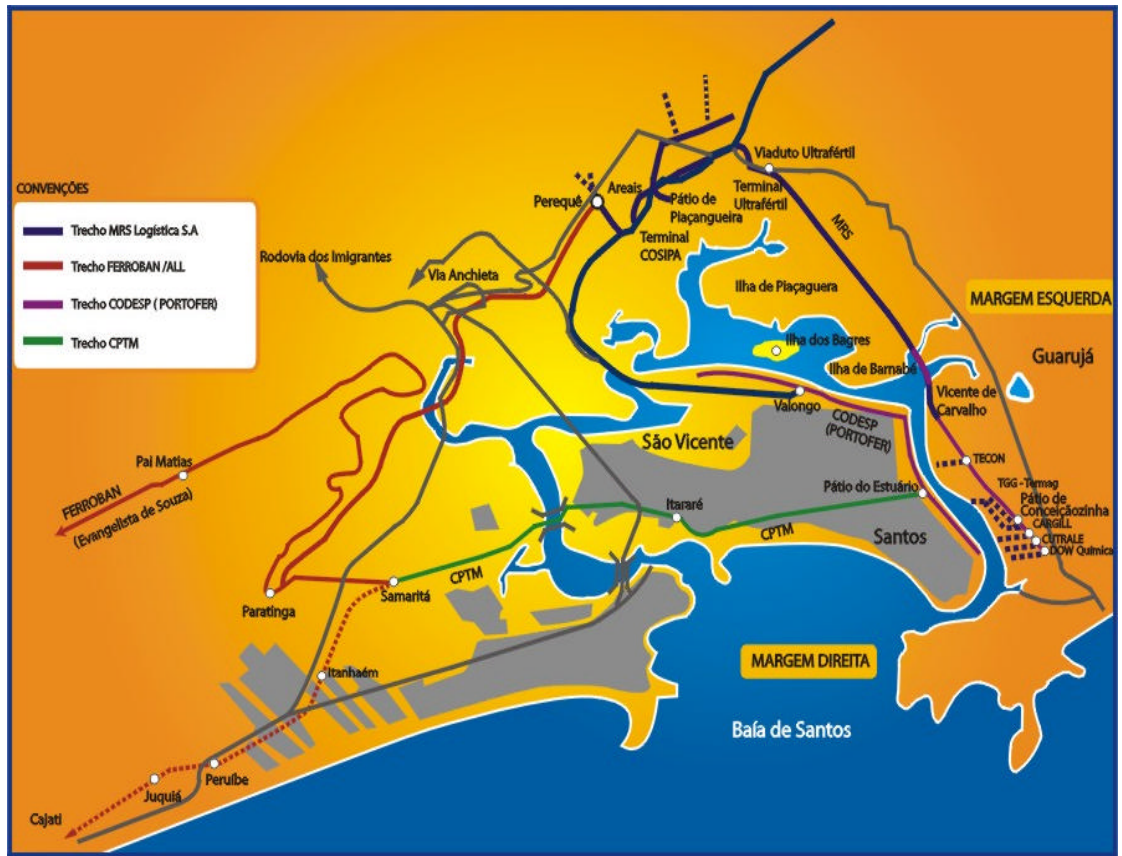 CONVENÇÕES
Trecho MRS Logística S.A
Trecho FERROBAN /ALL
Trecho CODESP ( PORTOFER)
Trecho CPTM
Viaduto Ultrafértil
Areais
Perequê
Pátio de
Piaçangueira
Terminal
Ultrafértil
Terminal
COSIPA
MRS
Rodovia dos Imigrantes
Via Anchieta
Ilha de Piaçaguera
MARGEM ESQUERDA
Ilha dos Bagres
Guarujá
Ilha de Barnabé
Vicente de
Carvalho
Valongo
CODESP
(PORTOFER)
São Vicente
Pai Matias
FERROBAN
(Evangelista de Souza)
TECON
TGG - Termag
Pátio de
Conceiçãozinha
CARGILL
CUTRALE
DOW Química
Pátio do Estuário
Itararé
Santos
CPTM
CPTM
Samaritá
Paratinga
Itanhaém
MARGEM DIREITA
Baía de Santos
Peruíbe
Juquiá
Cajati